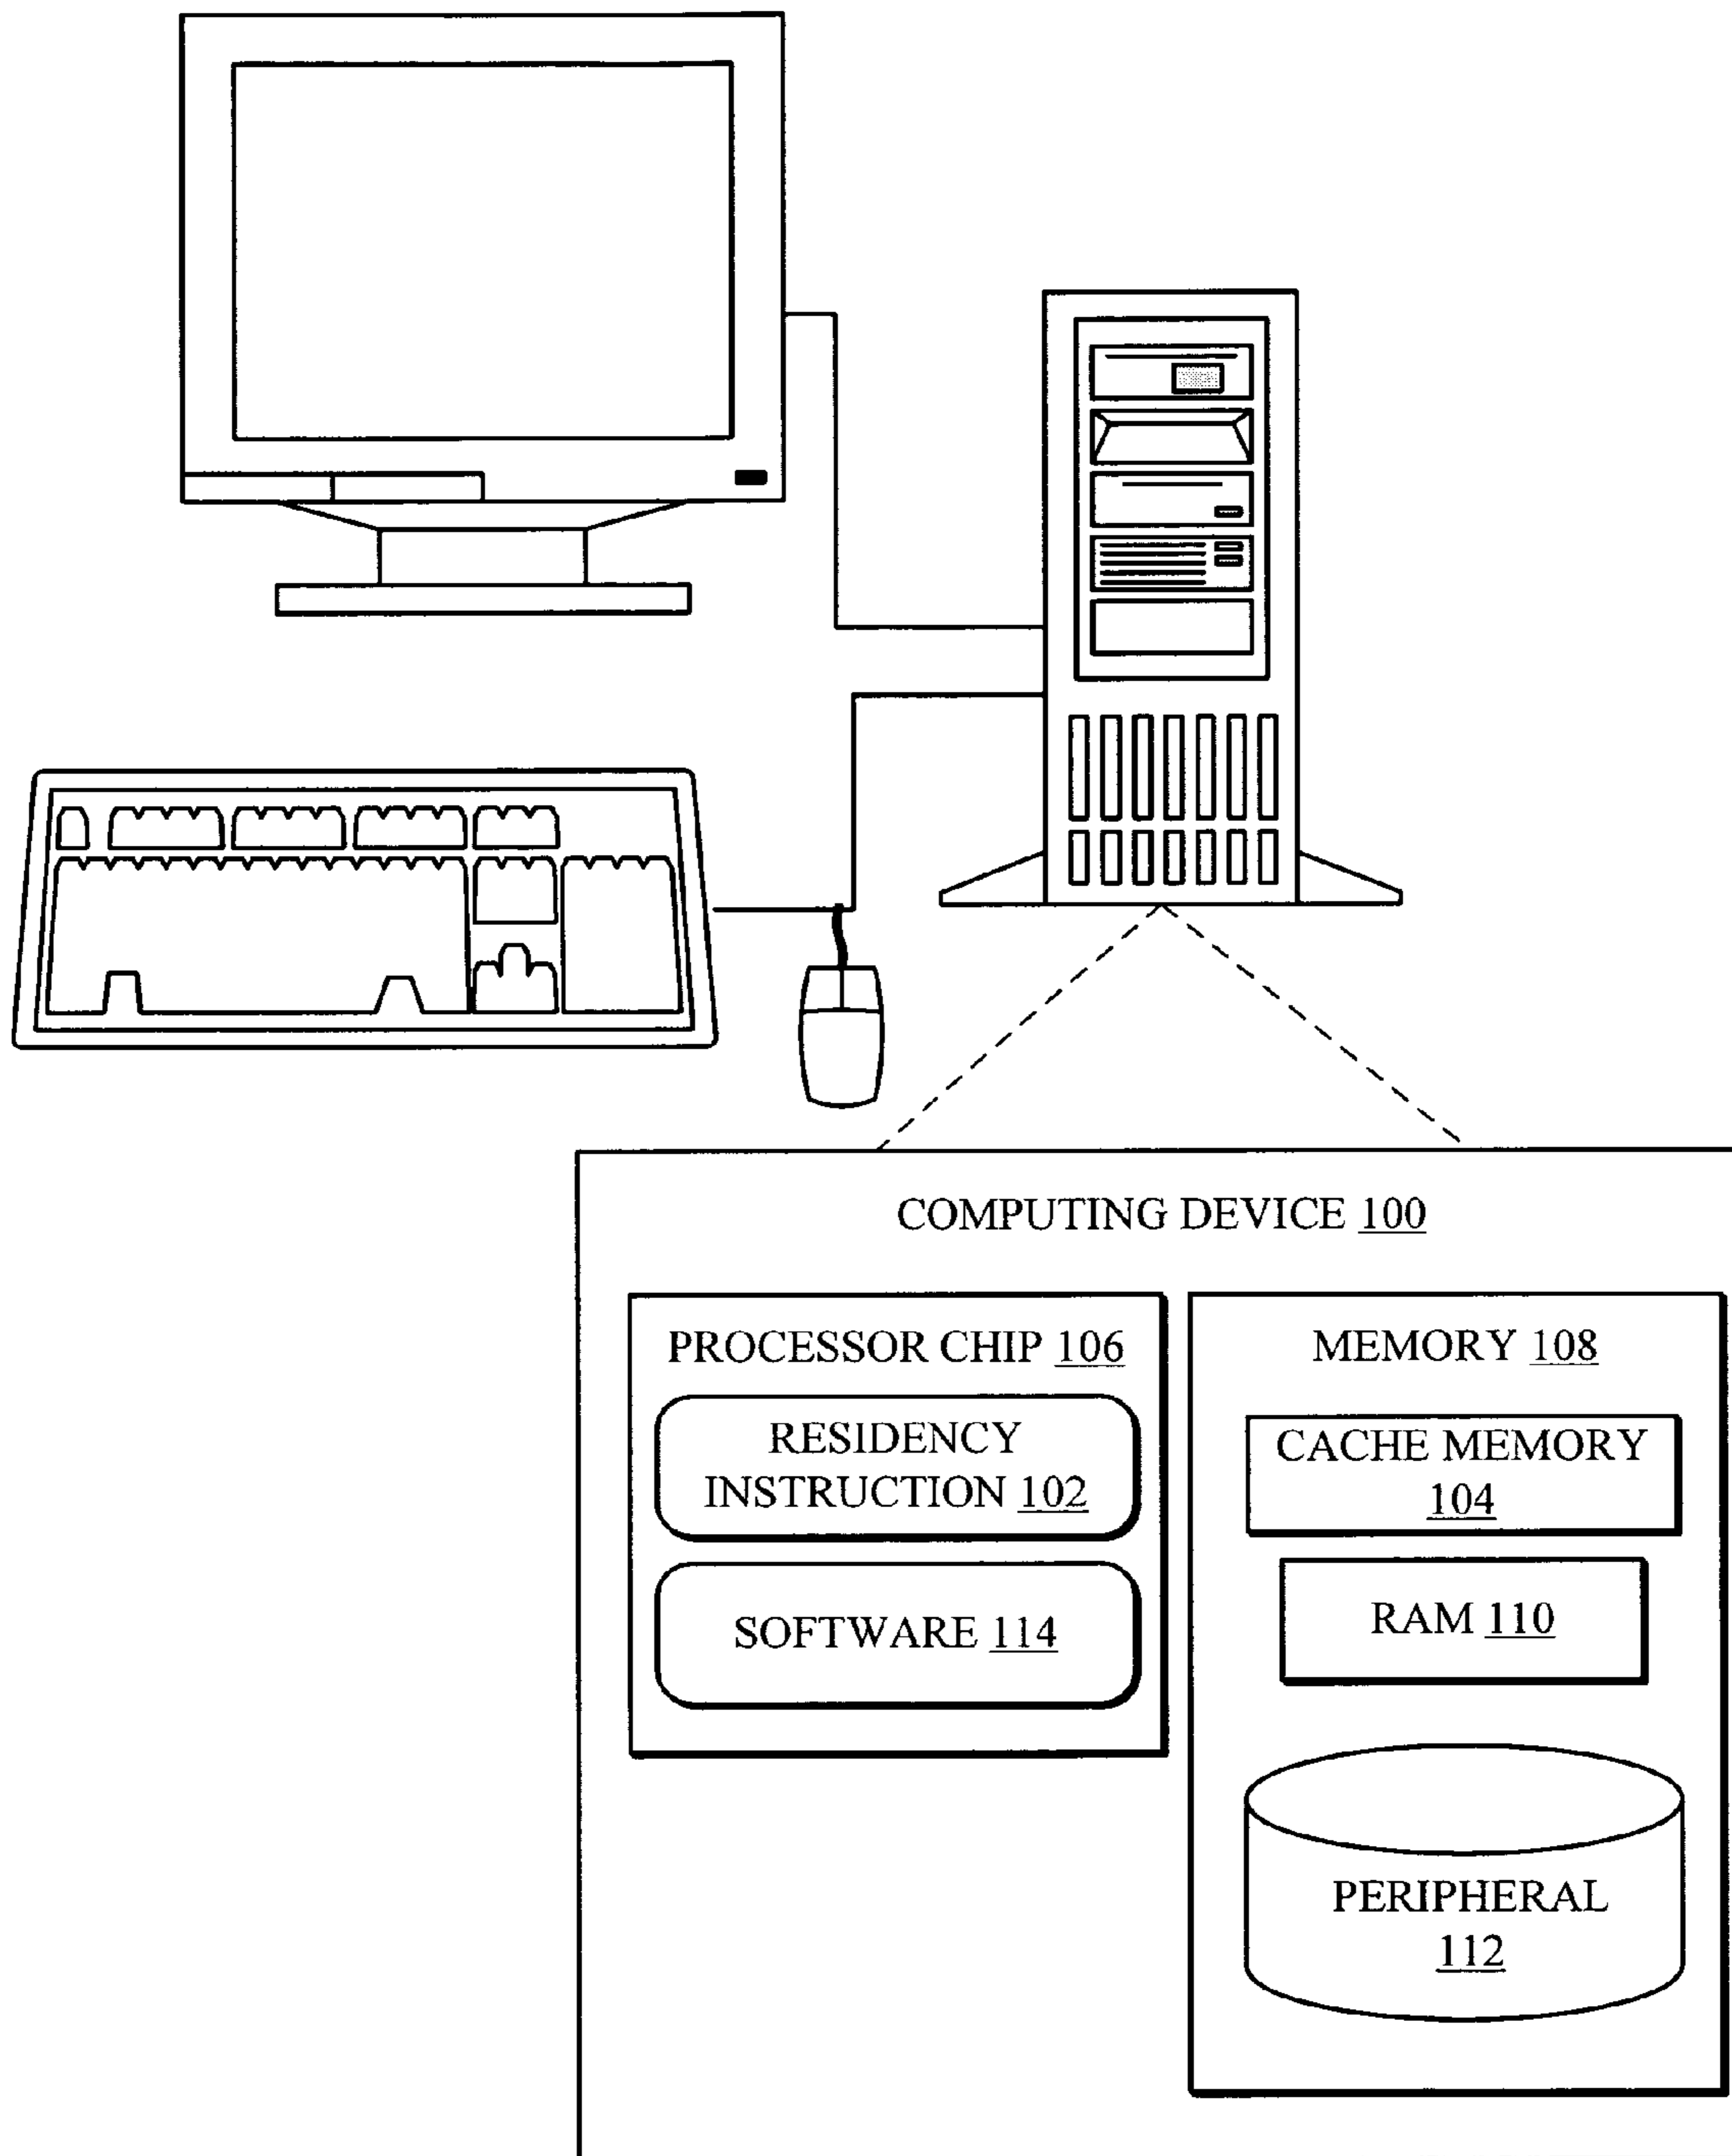 COMPUTING DEVICE 100
PROCESSOR CHIP 106
RESIDENCY
INSTRUCTION 102
SOFTWARE 114
MEMORY 108
CACHE MEMORY
104
RAM 110
PERIPHERAL
112